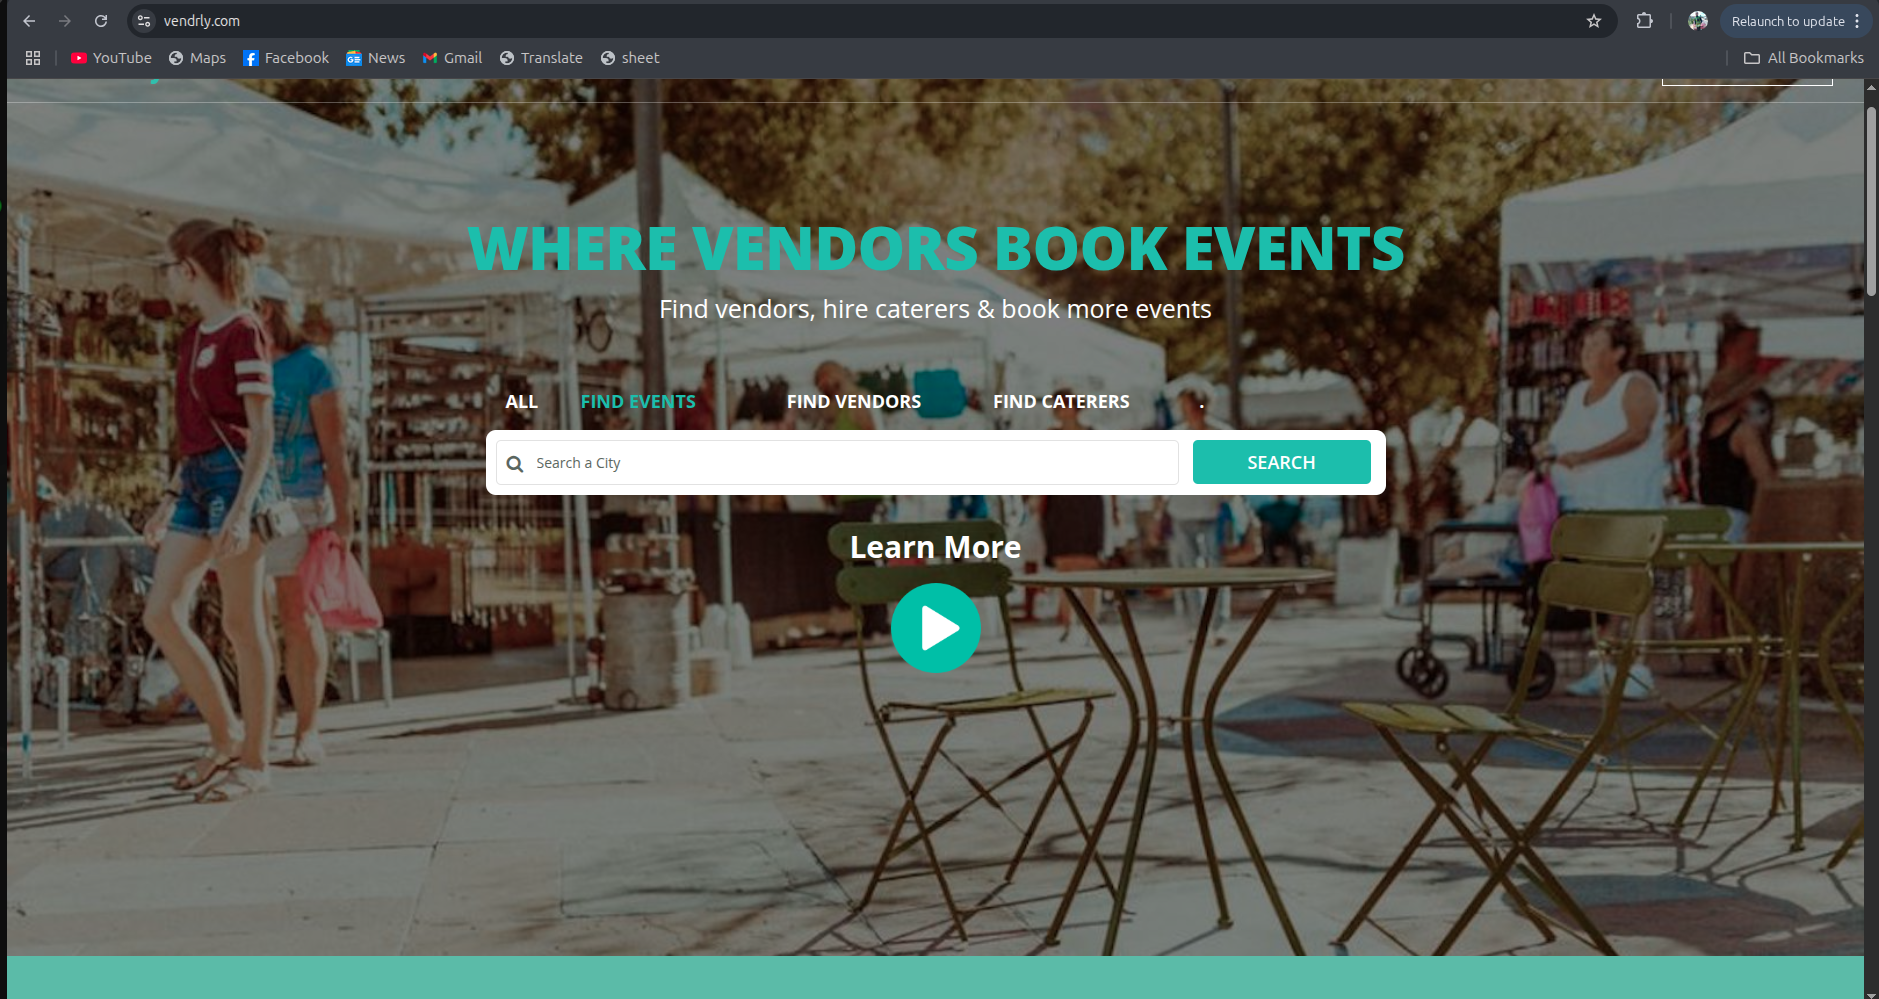 vendrly.com
Relaunch to update
YouTube
Maps
Facebook
News
Gmail
Translate
sheet
All Bookmarks
WHERE VENDORS BOOK EVENTS
Find vendors, hire caterers & book more events
ALL
FIND EVENTS
FIND VENDORS
FIND CATERERS
.
Search a City
SEARCH
Learn More